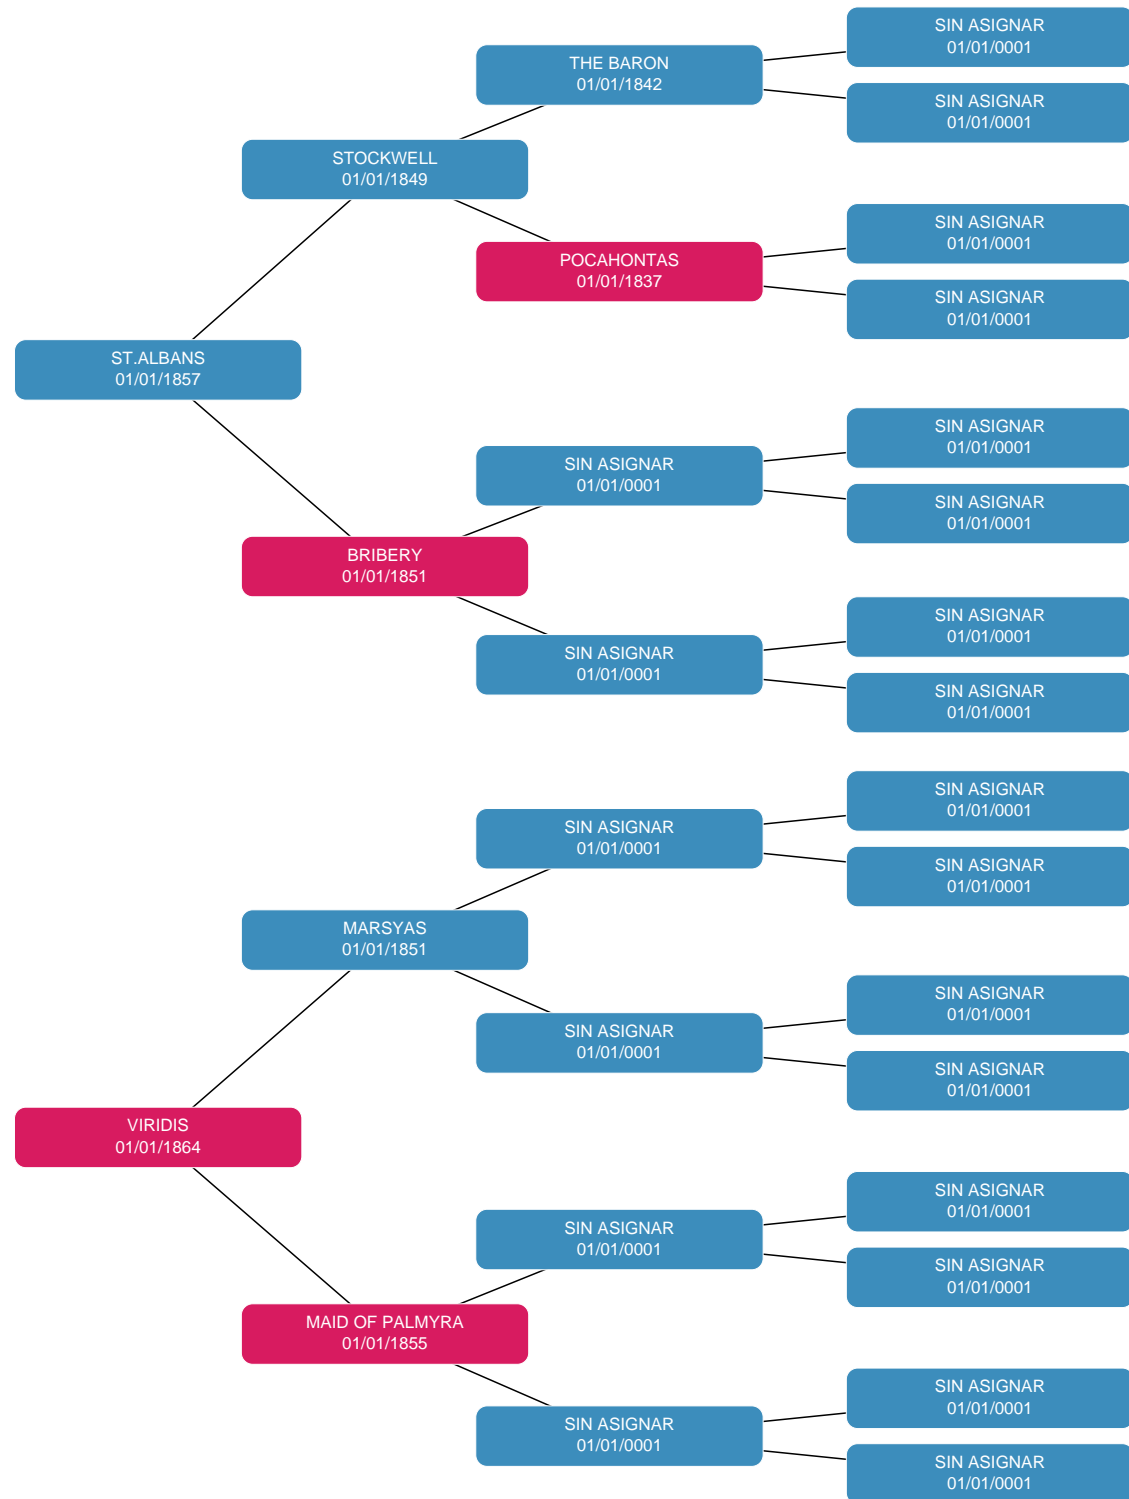 SIN ASIGNAR
01/01/0001
THE BARON
01/01/1842
SIN ASIGNAR
01/01/0001
STOCKWELL
01/01/1849
SIN ASIGNAR
01/01/0001
POCAHONTAS
01/01/1837
SIN ASIGNAR
01/01/0001
ST.ALBANS
01/01/1857
SIN ASIGNAR
01/01/0001
SIN ASIGNAR
01/01/0001
SIN ASIGNAR
01/01/0001
BRIBERY
01/01/1851
SIN ASIGNAR
01/01/0001
SIN ASIGNAR
01/01/0001
SIN ASIGNAR
01/01/0001
SIN ASIGNAR
01/01/0001
SIN ASIGNAR
01/01/0001
SIN ASIGNAR
01/01/0001
MARSYAS
01/01/1851
SIN ASIGNAR
01/01/0001
SIN ASIGNAR
01/01/0001
SIN ASIGNAR
01/01/0001
VIRIDIS
01/01/1864
SIN ASIGNAR
01/01/0001
SIN ASIGNAR
01/01/0001
SIN ASIGNAR
01/01/0001
MAID OF PALMYRA
01/01/1855
SIN ASIGNAR
01/01/0001
SIN ASIGNAR
01/01/0001
SIN ASIGNAR
01/01/0001